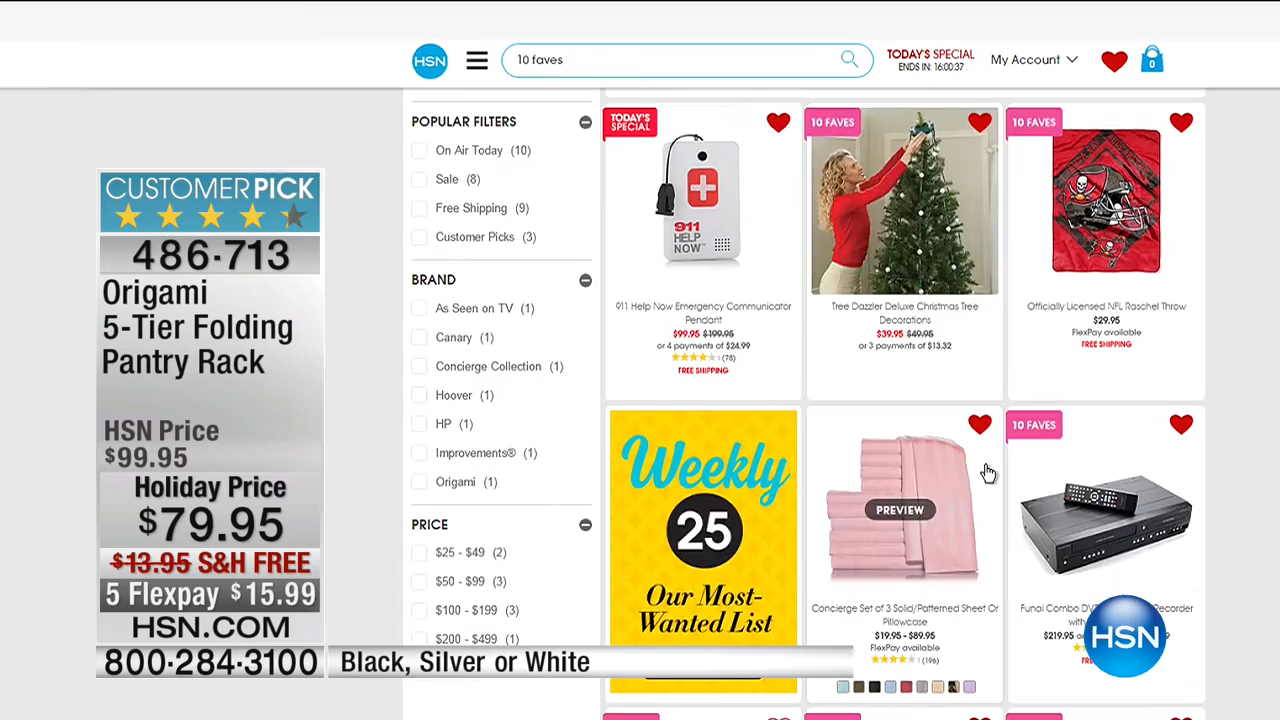 HSN
10 faves
TODAY'S SPECIAL
ENDS IN: 16:00:37
My Account
0
CUSTOMER PICK
486-713
Origami
5-Tier Folding
Pantry Rack
HSN Price
$99.95
Holiday Price
$79.95
$13.95 S&H FREE
5 Flexpay $15.99
HSN.COM
800-284-3100
Black, Silver or White
POPULAR FILTERS
On Air Today (10)
Sale (8)
Free Shipping (9)
Customer Picks (3)
BRAND
As Seen on TV (1)
Canary (1)
Concierge Collection (1)
Hoover (1)
HP (1)
Improvements® (1)
Origami (1)
PRICE
$25 - $49 (2)
$50 - $99 (3)
$100 - $199 (3)
$200 - $499 (1)
TODAY'S
SPECIAL
911
HELP
NOW™
911 Help Now Emergency Communicator
Pendant
$99.95 $199.95
or 4 payments of $24.99
(78)
FREE SHIPPING
10 FAVES
Tree Dazzler Deluxe Christmas Tree
Decorations
$39.95 $49.95
or 3 payments of $13.32
10 FAVES
Officially Licensed NFL Raschel Throw
$29.95
FlexPay available
FREE SHIPPING
Weekly
25
Our Most-
Wanted List
PREVIEW
Concierge Set of 3 Solid/Patterned Sheet Or
Pillowcase
$19.95 - $89.95
FlexPay available
(196)
10 FAVES
Funai Combo Recorder
$219.95
HSN